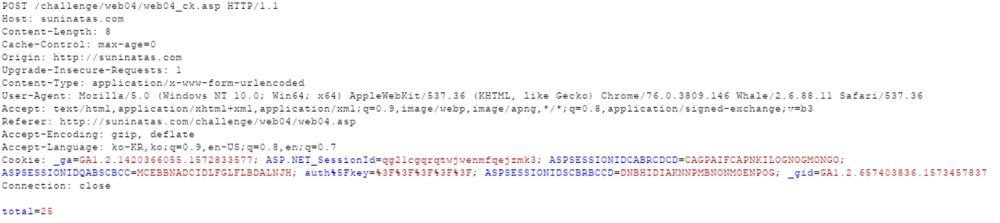 POST /challenge/web04/web04_ck.asp HTTP/1.1
Host: suninatas.com
Content-Length: 8
Cache-Control: max-age=0
Origin: http://suninatas.com
Upgrade-Insecure-Requests: 1
Content-Type: application/x-www-form-urlencoded
User-Agent: Mozilla/5.0 (Windows NT 10.0; Win64; x64) AppleWebKit/537.36 (KHTML, like Gecko) Chrome/76.0.3809.146 Whale/2.6.88.11 Safari/537.36
Accept: text/html,application/xhtml+xml,application/xml;q=0.9,image/webp,image/apng,*/*;q=0.8,application/signed-exchange;v=b3
Referer: http://suninatas.com/challenge/web04/web04.asp
Accept-Encoding: gzip, deflate
Accept-Language: ko-KR,ko;q=0.9,en-US;q=0.8,en;q=0.7
Cookie: _ga=GA1.2.1420366055.1572833577; ASP.NET_SessionId=qg21cgqrqtwjwenmfqejzmk3; ASPSESSIONIDCABRCDCD=CAGPAIFCAPNKILOGNOGMONGO;
ASPSESSIONIDQABSCBCC=MCEBBNADCIDLFGLFLBDALNJH; auth%5Fkey=%3F%3F%3F%3F%3F; ASPSESSIONIDSCBRBCCD=DNBHIDIAKNNPMBNONMOENPOG; _gid=GA1.2.657403836.1573457837
Connection: close
total=25